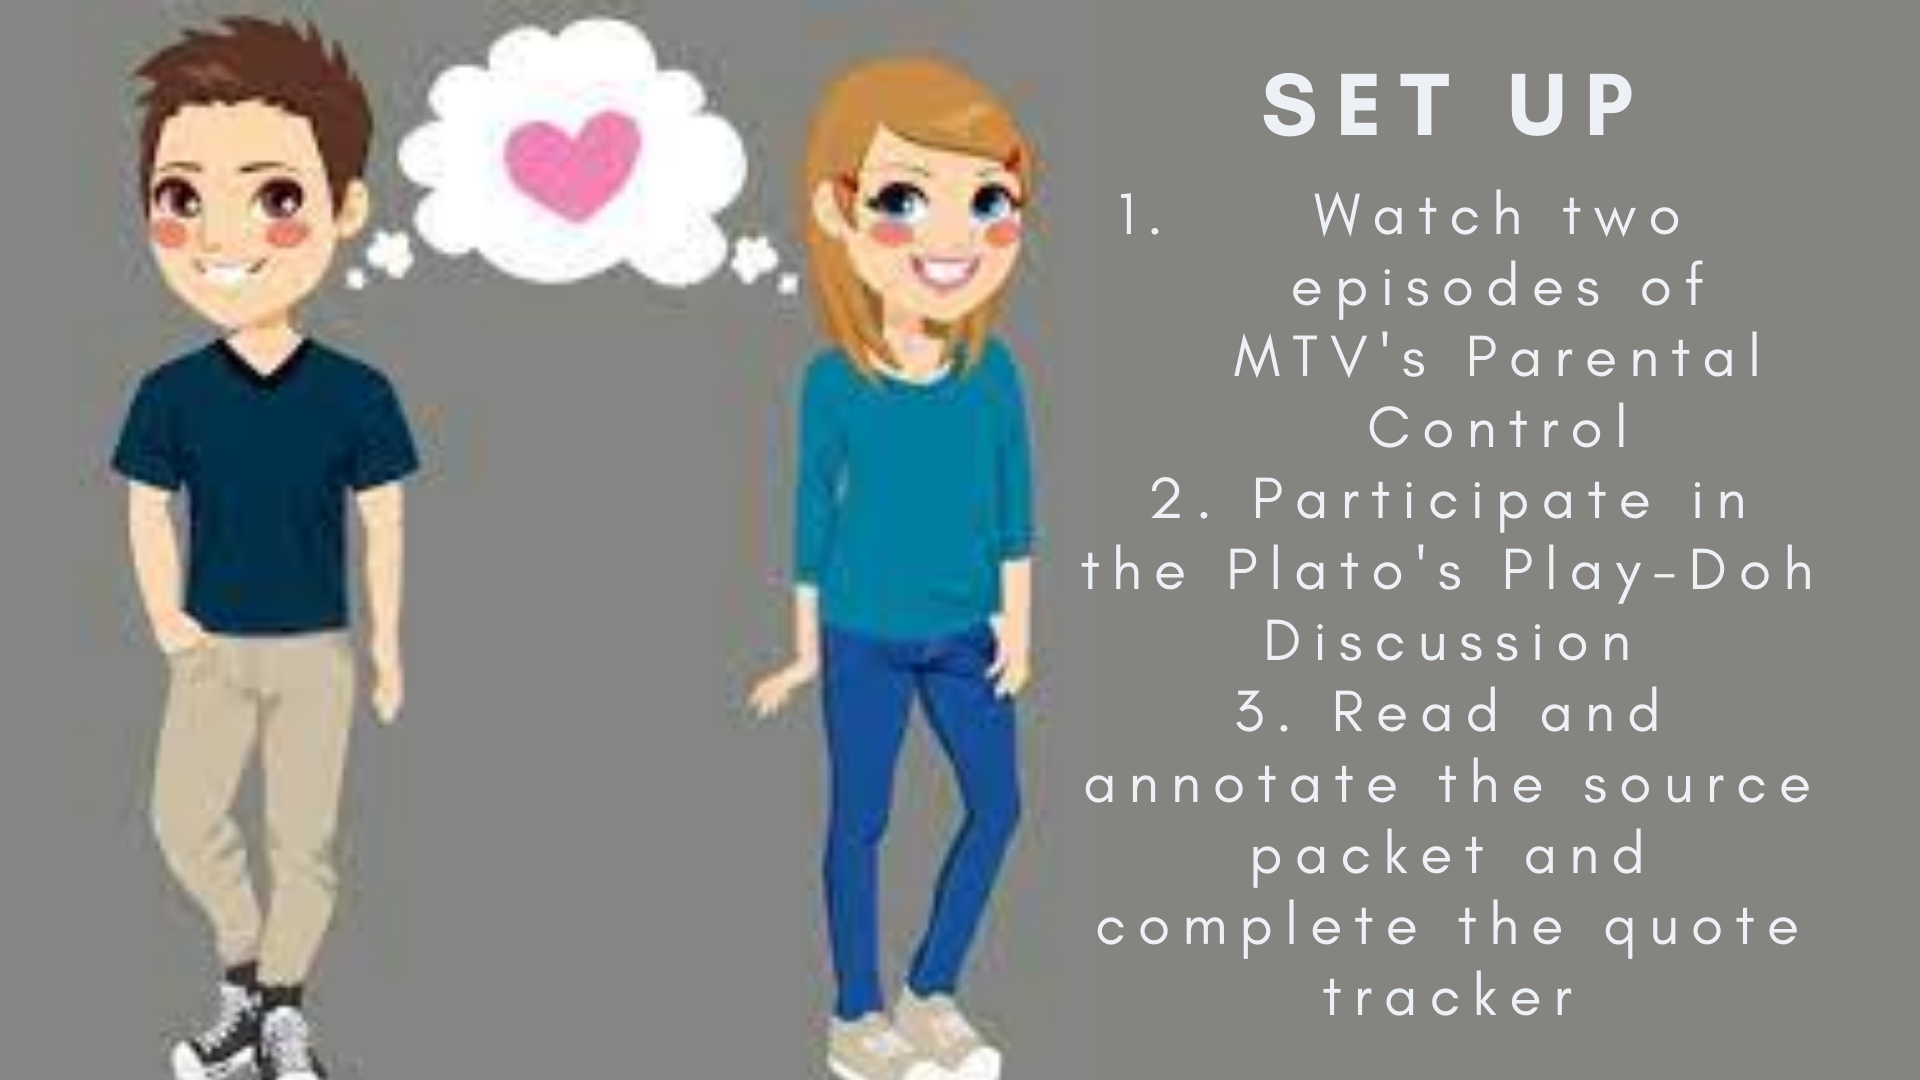 SET UP
1. Watch two
episodes of
MTV's Parental
Control
2. Participate in
the Plato's Play-Doh
Discussion
3. Read and
annotate the source
packet and
complete the quote
tracker